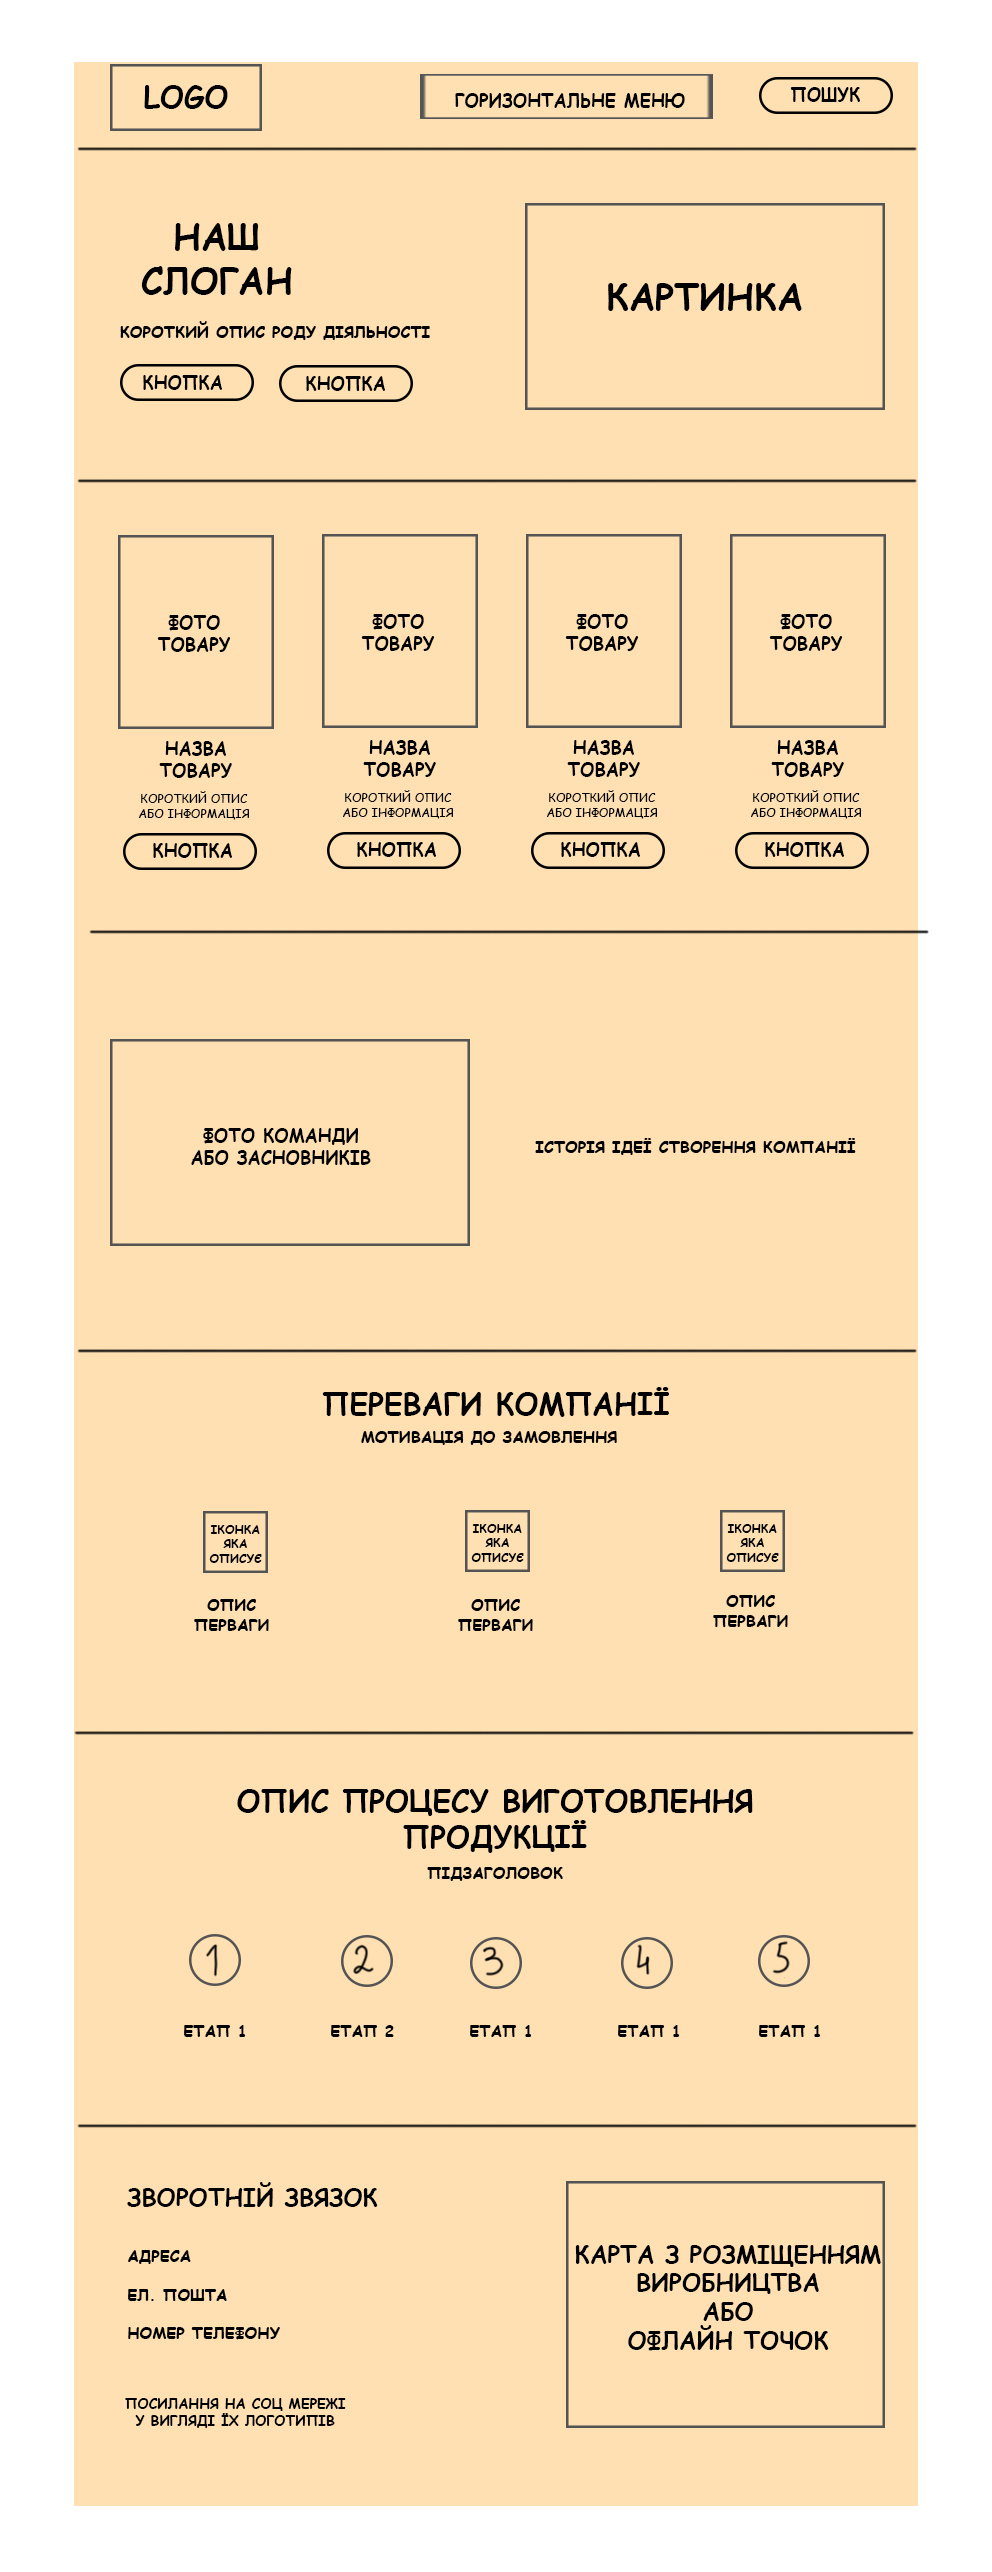 LOGO
ГОРИЗОНТАЛЬНЕ МЕНЮ
ПОШУК
НАШ
СЛОГАН
КОРОТКИЙ ОПИС РОДУ ДІЯЛЬНОСТІ
КНОПКА
КНОПКА
КАРТИНКА
ФОТО
ТОВАРУ
НАЗВА
ТОВАРУ
КОРОТКИЙ ОПИС
АБО ІНФОРМАЦІЯ
КНОПКА
ФОТО
ТОВАРУ
НАЗВА
ТОВАРУ
КОРОТКИЙ ОПИС
АБО ІНФОРМАЦІЯ
КНОПКА
ФОТО
ТОВАРУ
НАЗВА
ТОВАРУ
КОРОТКИЙ ОПИС
АБО ІНФОРМАЦІЯ
КНОПКА
ФОТО
ТОВАРУ
НАЗВА
ТОВАРУ
КОРОТКИЙ ОПИС
АБО ІНФОРМАЦІЯ
КНОПКА
ФОТО КОМАНДИ
АБО ЗАСНОВНИКІВ
ІСТОРІЯ ІДЕЇ СТВОРЕННЯ КОМПАНІЇ
ПЕРЕВАГИ КОМПАНІЇ
МОТИВАЦІЯ ДО ЗАМОВЛЕННЯ
ІКОНКА
ЯКА
ОПИСУЄ
ОПИС
ПЕРВАГИ
ІКОНКА
ЯКА
ОПИСУЄ
ОПИС
ПЕРВАГИ
ІКОНКА
ЯКА
ОПИСУЄ
ОПИС
ПЕРВАГИ
ОПИС ПРОЦЕСУ ВИГОТОВЛЕННЯ
ПРОДУКЦІЇ
ПІДЗАГОЛОВОК
1
ЕТАП 1
2
ЕТАП 2
3
ЕТАП 1
4
ЕТАП 1
5
ЕТАП 1
ЗВОРОТНІЙ ЗВЯЗОК
АДРЕСА
ЕЛ. ПОШТА
НОМЕР ТЕЛЕФОНУ
ПОСИЛАННЯ НА СОЦ МЕРЕЖІ
У ВИГЛЯДІ ЇХ ЛОГОТИПІВ
КАРТА З РОЗМІЩЕННЯМ
ВИРОБНИЦТВА
АБО
ОФЛАЙН ТОЧОК